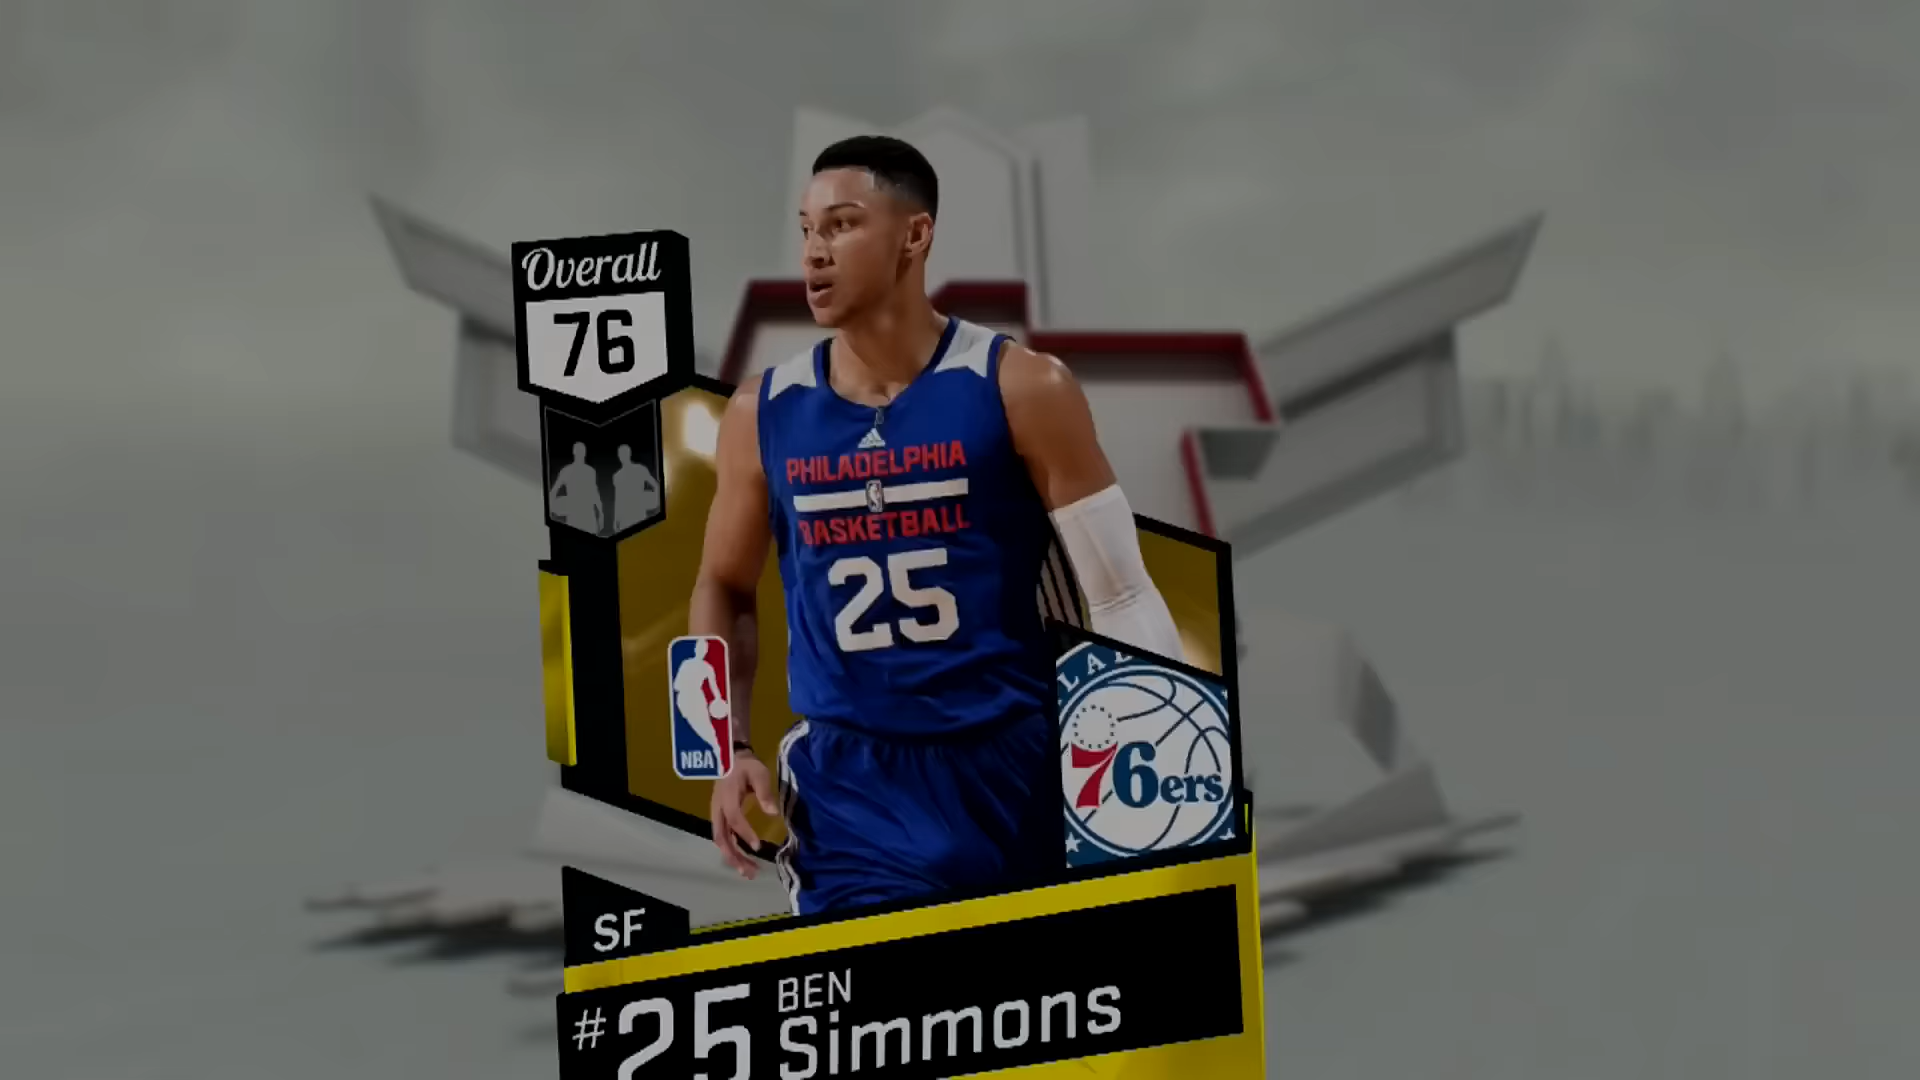 Overall
76
PHILADELPHIA
BASKETBALL
25
NBA
76ers
SF
#25 BEN
Simmons